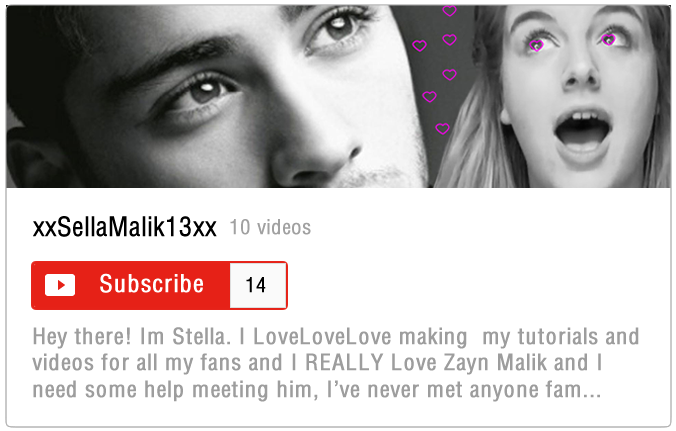 xxSellaMalik13xx 10 videos
Subscribe 14
Hey there! Im Stella. I LoveLoveLove making my tutorials and
videos for all my fans and I REALLY Love Zayn Malik and I
need some help meeting him, I've never met anyone fam...